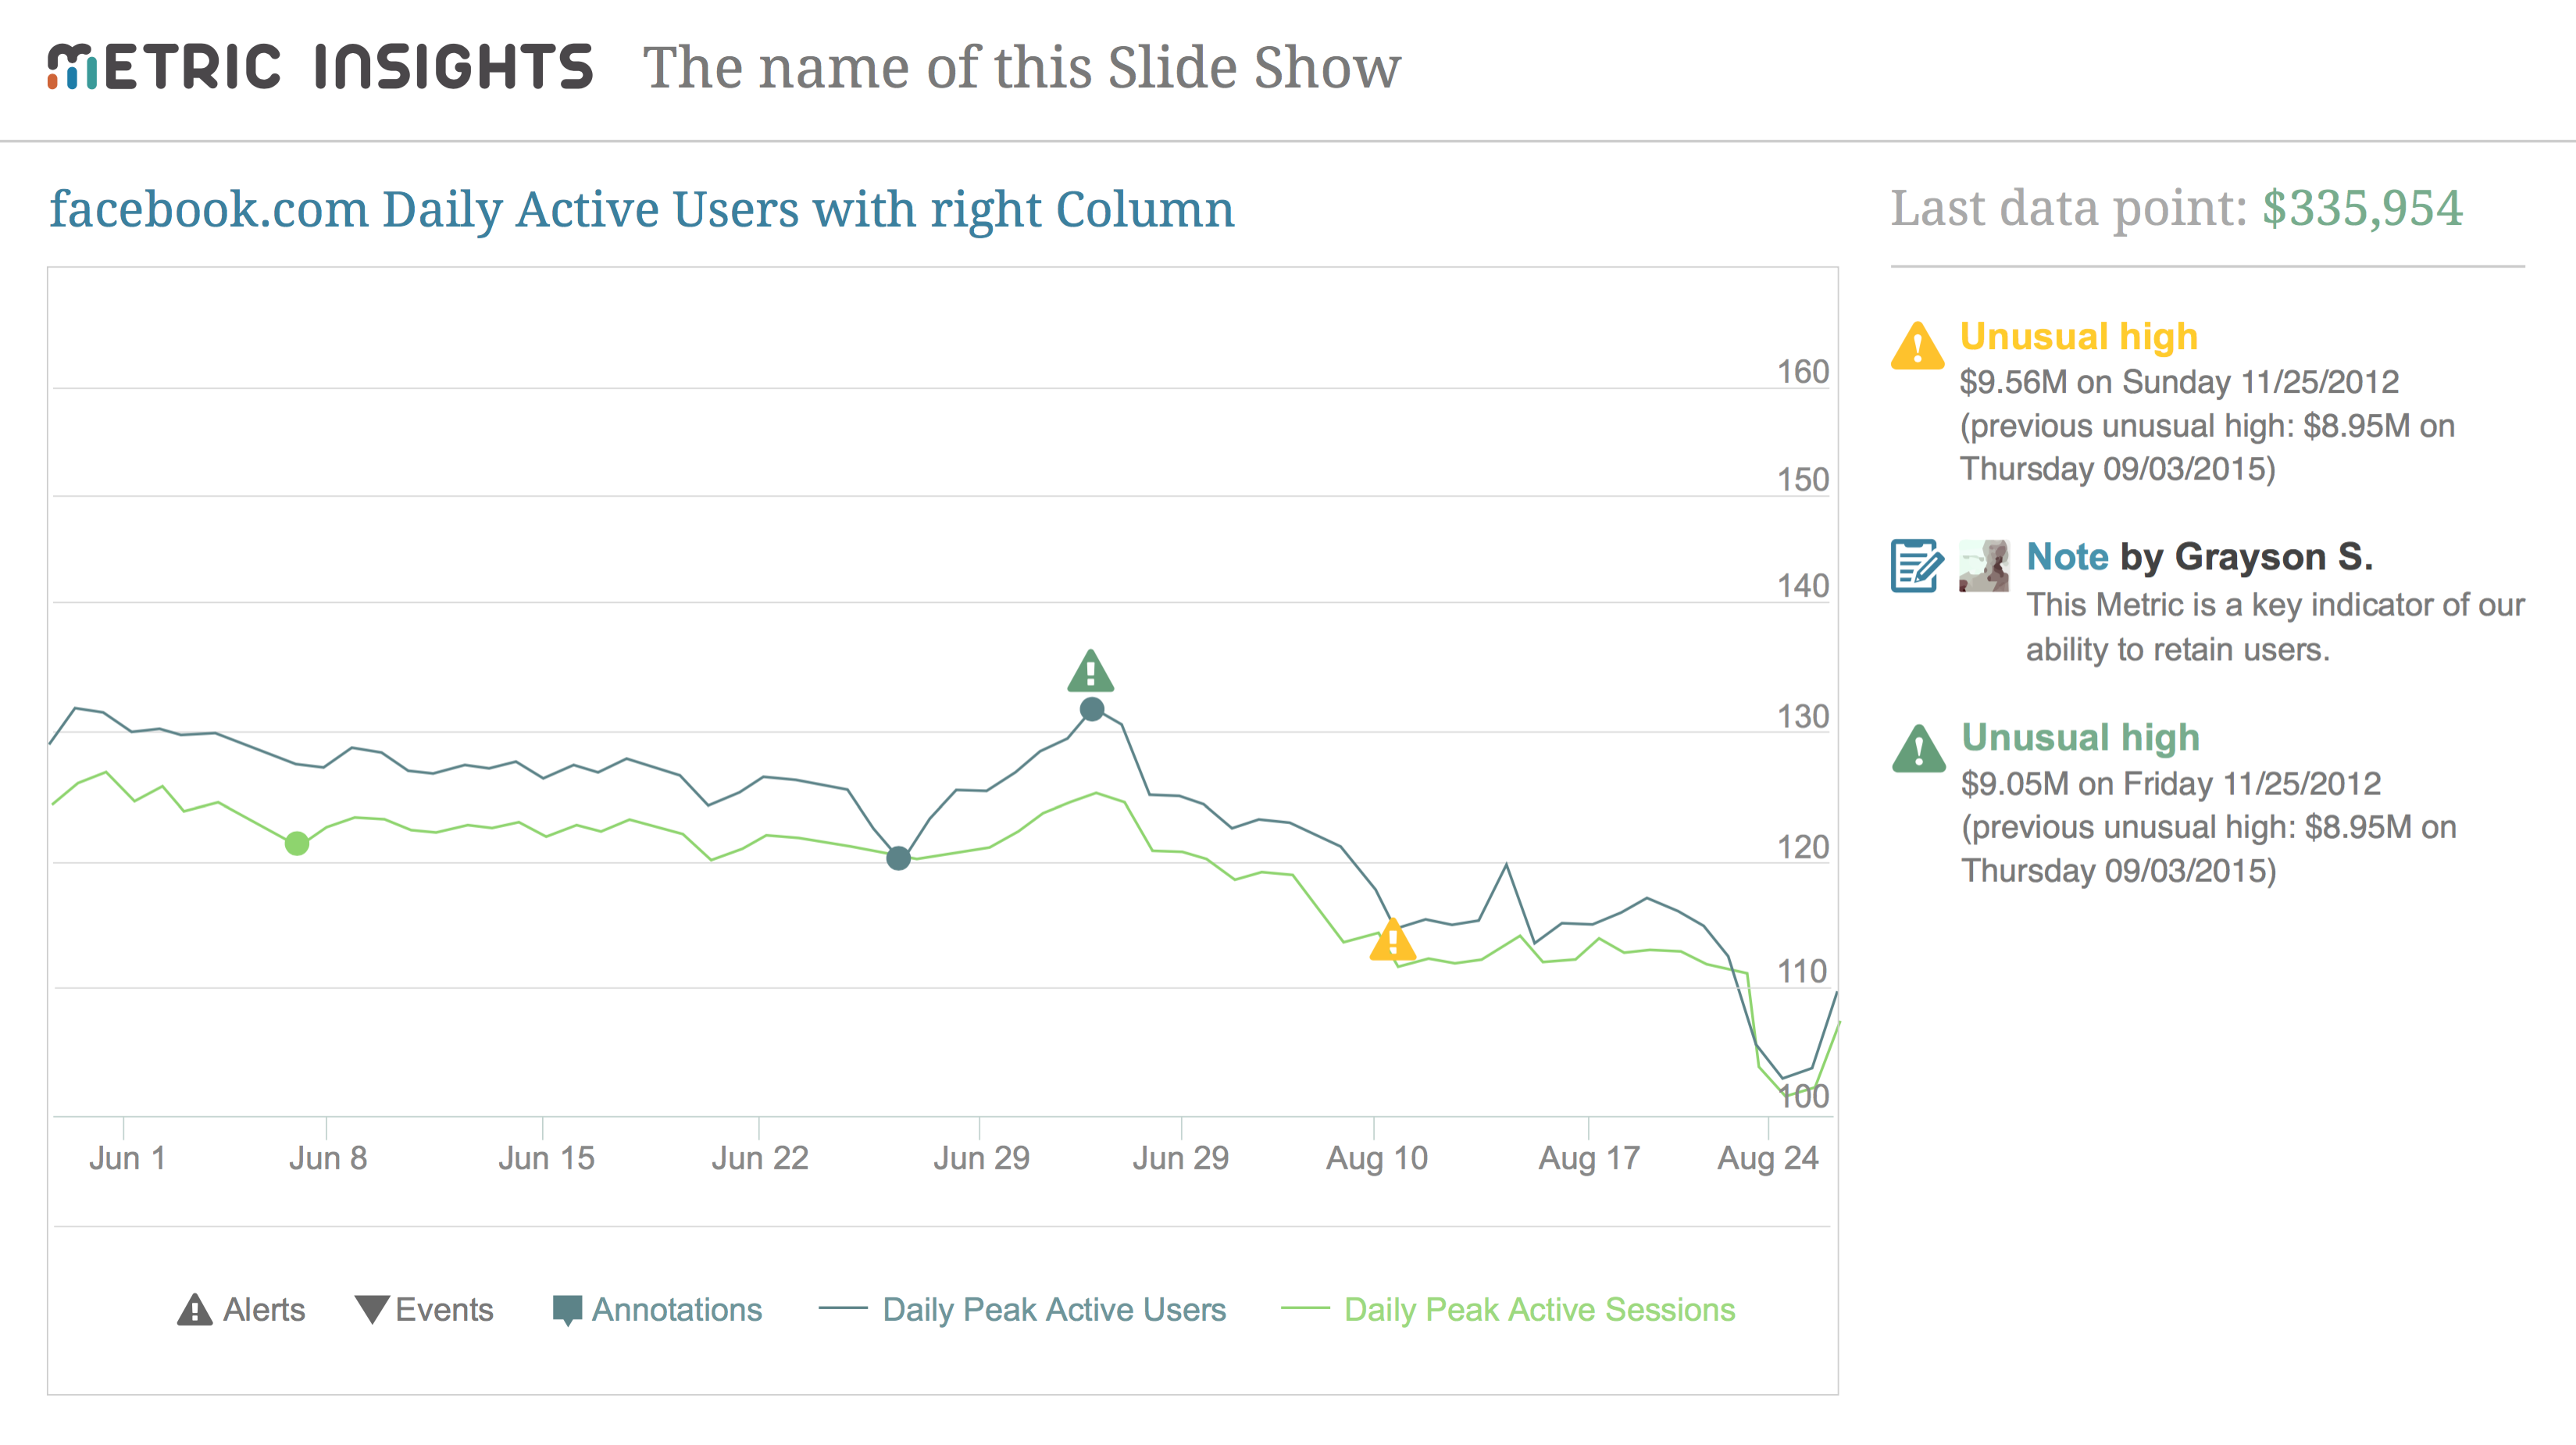 METRIC INSIGHTS The name of this Slide Show
facebook.com Daily Active Users with right Column
160
150
140
130
120
110
100
Jun 1 Jun 8 Jun 15 Jun 22 Jun 29 Jun 29 Aug 10 Aug 17 Aug 24
Alerts Events Annotations Daily Peak Active Users Daily Peak Active Sessions
Last data point: $335,954
Unusual high
$9.56M on Sunday 11/25/2012
(previous unusual high: $8.95M on
Thursday 09/03/2015)
Note by Grayson S.
This Metric is a key indicator of our
ability to retain users.
Unusual high
$9.05M on Friday 11/25/2012
(previous unusual high: $8.95M on
Thursday 09/03/2015)